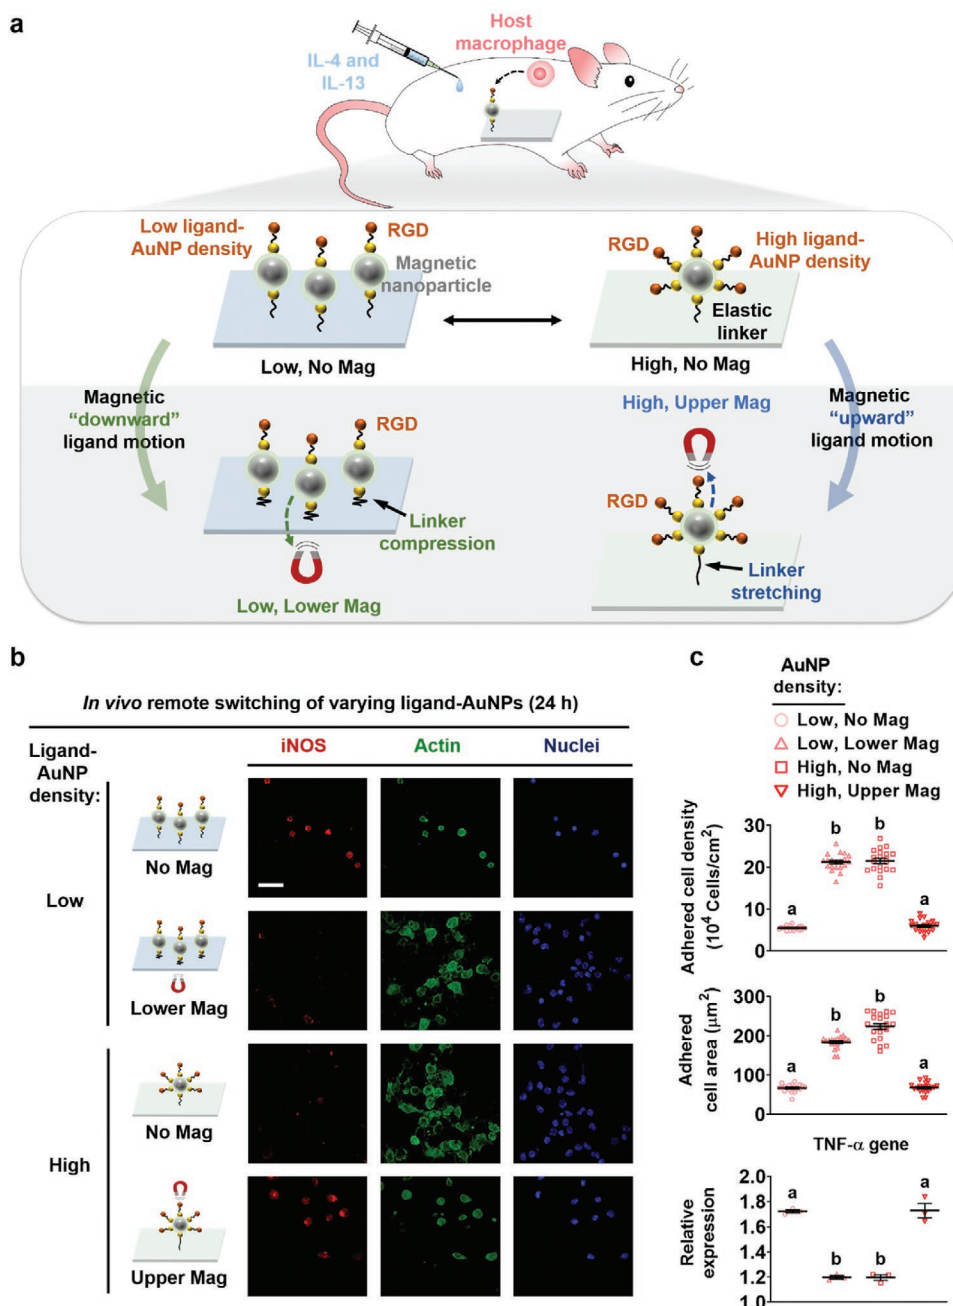 a
Host
macrophage
IL-4 and
IL-13
Low ligand-
AuNP density
RGD
Magnetic
nanoparticle
Low, No Mag
RGD
High ligand-
AuNP density
Elastic
linker
High, No Mag
Magnetic
“downward”
ligand motion
RGD
Linker
compression
Low, Lower Mag
High, Upper Mag
RGD
Linker
stretching
Magnetic
“upward”
ligand motion
b
In vivo remote switching of varying ligand-AuNPs (24 h)
Ligand-
AuNP
density:
iNOS
Actin
Nuclei
Low
No Mag
Lower Mag
High
No Mag
Upper Mag
c
AuNP
density:
Low, No Mag
Low, Lower Mag
High, No Mag
High, Upper Mag
Adhered cell density
(10⁴ Cells/cm²)
30
20
10
0
a
b
b
a
Adhered
cell area (μm²)
300
200
100
0
a
b
b
a
TNF-α gene
Relative
expression
2.0
1.8
1.6
1.4
1.2
1.0
a
b
b
a